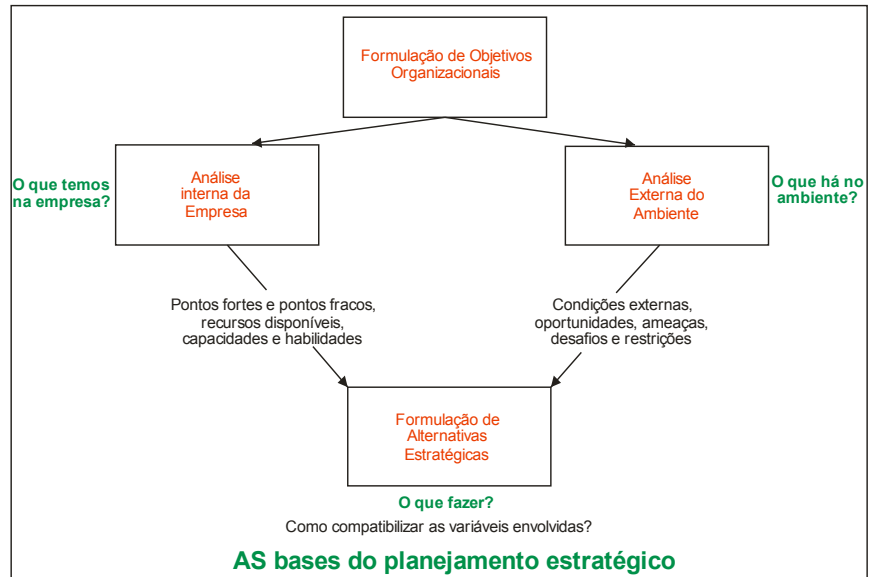 Formulação de Objetivos
Organizacionais
O que temos
na empresa?
Análise
interna da
Empresa
Análise
Externa do
Ambiente
O que há no
ambiente?
Pontos fortes e pontos fracos,
recursos disponíveis,
capacidades e habilidades
Condições externas,
oportunidades, ameaças,
desafios e restrições
Formulação de
Alternativas
Estratégicas
O que fazer?
Como compatibilizar as variáveis envolvidas?
AS bases do planejamento estratégico